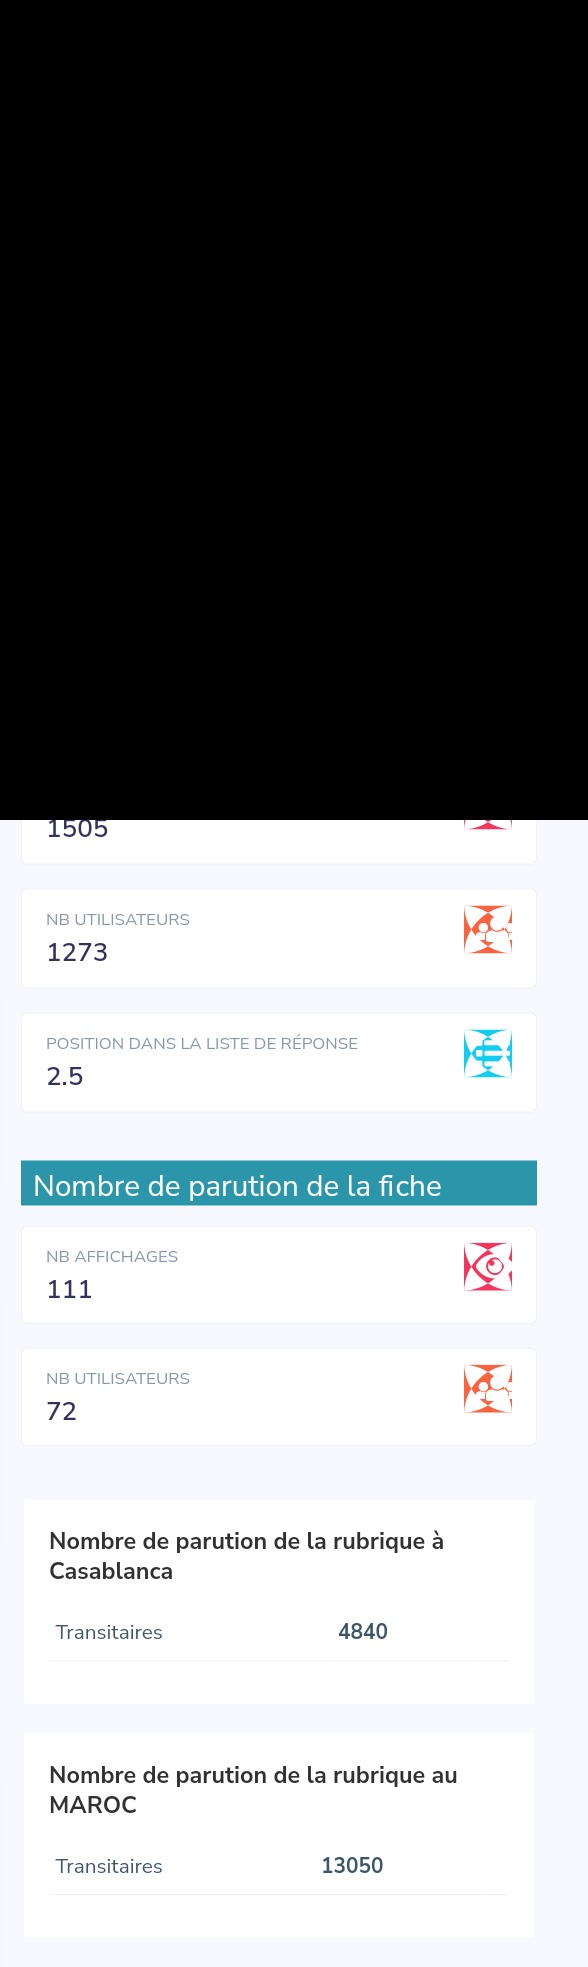 1505
NB UTILISATEURS
1273
POSITION DANS LA LISTE DE RÉPONSE
2.5
Nombre de parution de la fiche
NB AFFICHAGES
111
NB UTILISATEURS
72
Nombre de parution de la rubrique à
Casablanca
Transitaires 4840
Nombre de parution de la rubrique au
MAROC
Transitaires 13050